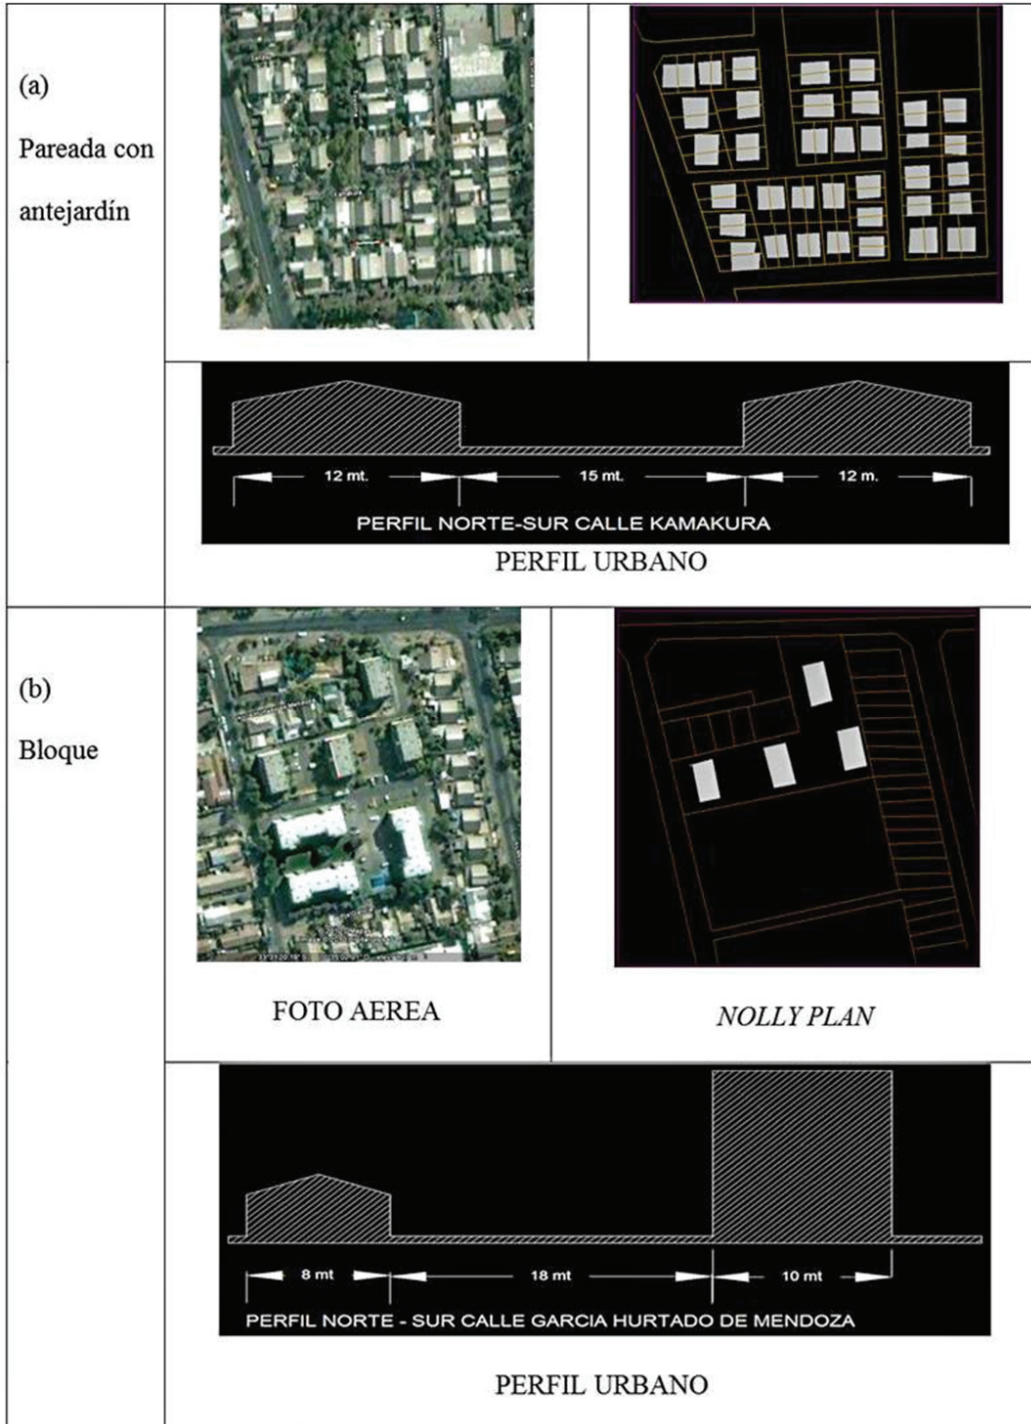 (a)
Pareada con
antejardín
12 mt.
15 mt.
12 m.
PERFIL NORTE-SUR CALLE KAMAKURA
PERFIL URBANO
(b)
Bloque
FOTO AEREA
NOLLY PLAN
8 mt
18 mt
10 mt
PERFIL NORTE - SUR CALLE GARCIA HURTADO DE MENDOZA
PERFIL URBANO